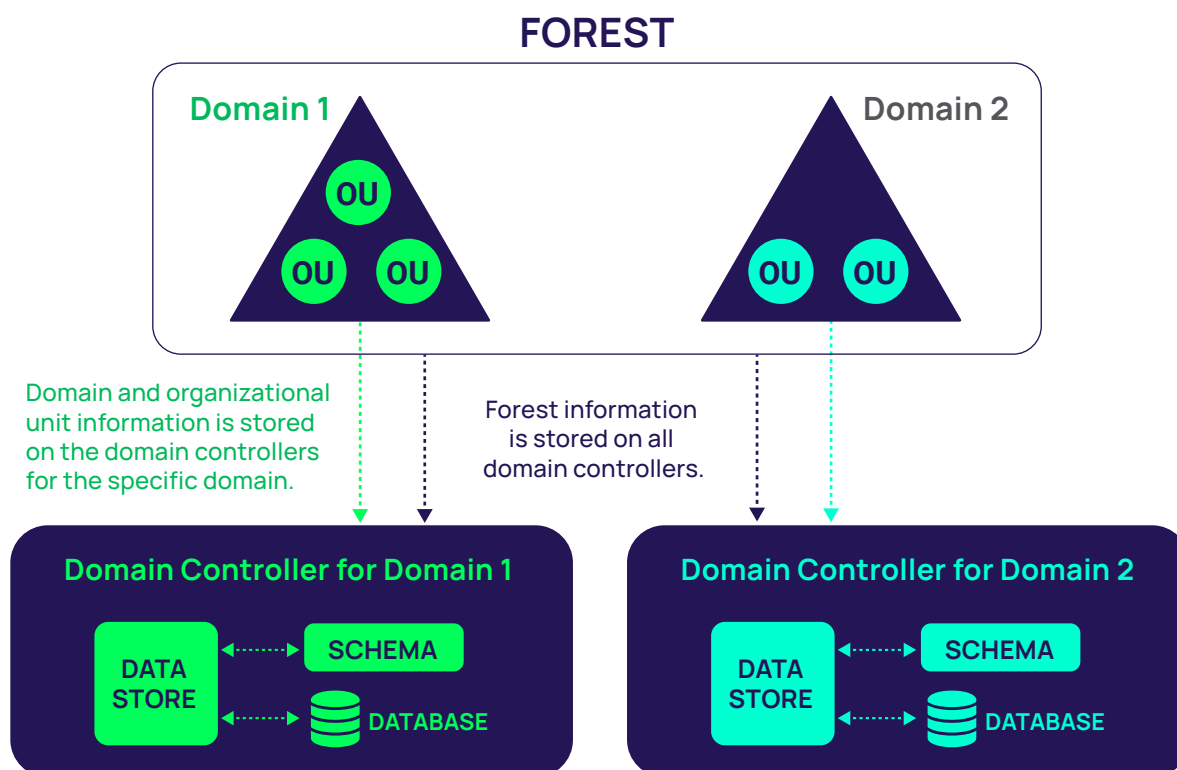 FOREST
Domain 1
Domain 2
OU
OU
OU
OU
OU
Domain and organizational
unit information is stored
on the domain controllers
for the specific domain.
Forest information
is stored on all
domain controllers.
Domain Controller for Domain 1
DATA
STORE
SCHEMA
DATABASE
Domain Controller for Domain 2
DATA
STORE
SCHEMA
DATABASE